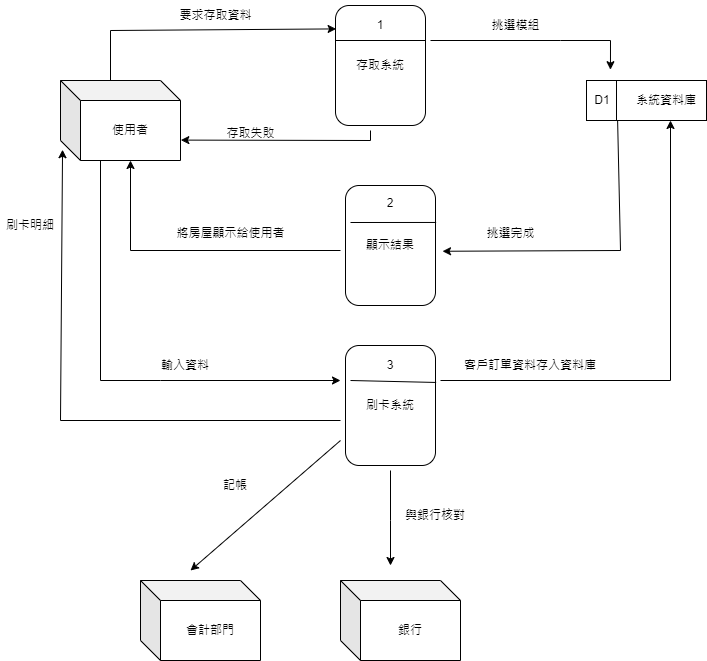 要求存取資料
1
存取系統
挑選模組
D1
系統資料庫
使用者
存取失敗
2
顯示結果
刷卡明細
將房屋顯示給使用者
挑選完成
輸入資料
3
刷卡系統
客戶訂單資料存入資料庫
記帳
與銀行核對
會計部門
銀行